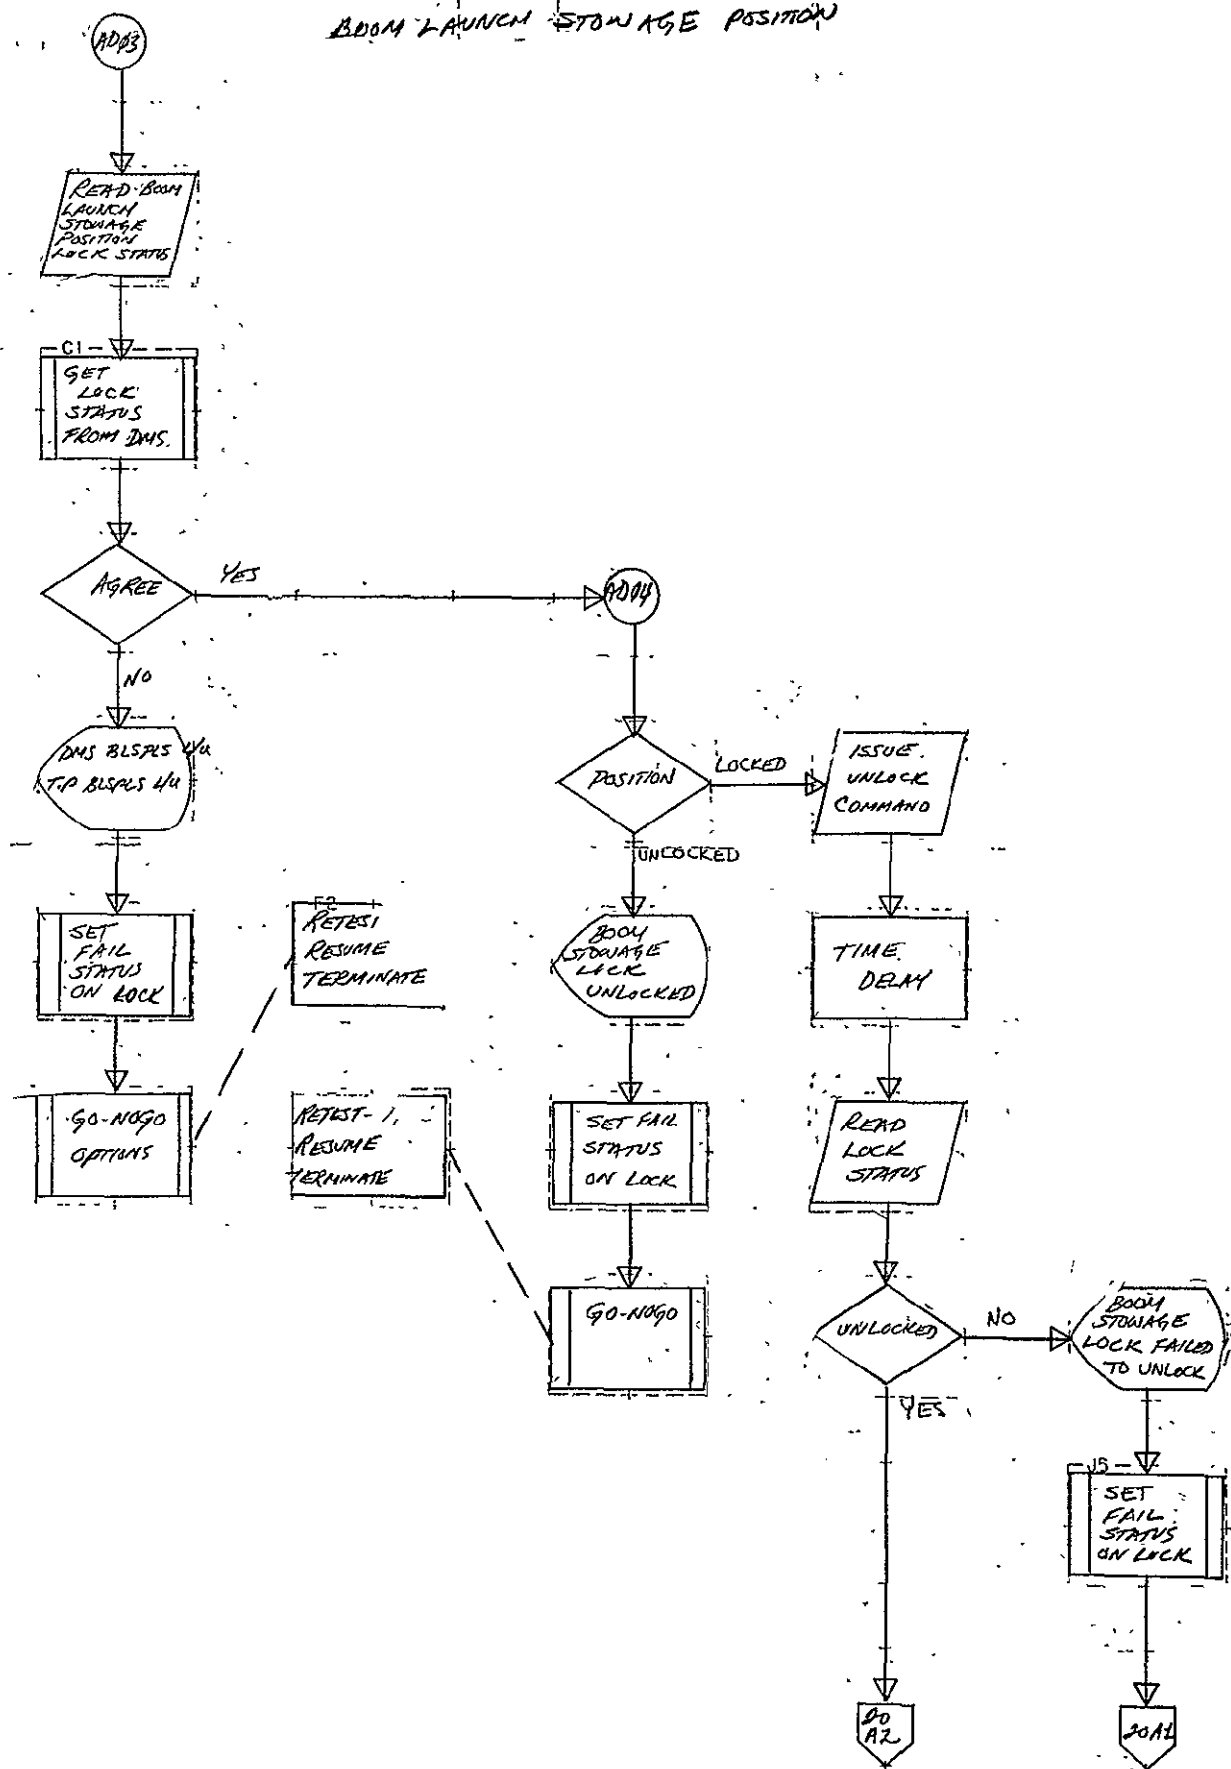 BOOM LAUNCH STOWAGE POSITION
AD03
READ BOOM
LAUNCH
STOWAGE
POSITION
LOCK STATUS
C1
GET
LOCK
STATUS
FROM DMS.
AGREE
YES
AD04
NO
DMS BLSPLS L/U
T.P BLSPLS L/U
SET
FAIL
STATUS
ON LOCK
GO-NOGO
OPTIONS
F2
RETEST
RESUME
TERMINATE
RETEST-1,
RESUME
TERMINATE
POSITION
LOCKED
UNLOCKED
BOOM
STOWAGE
LOCK
UNLOCKED
SET FAIL
STATUS
ON LOCK
GO-NOGO
ISSUE.
UNLOCK
COMMAND
TIME.
DELAY
READ
LOCK
STATUS
UNLOCKED
NO
YES
BOOM
STOWAGE
LOCK FAILED
TO UNLOCK
J5
SET
FAIL
STATUS
ON LOCK
20
A2
20A1